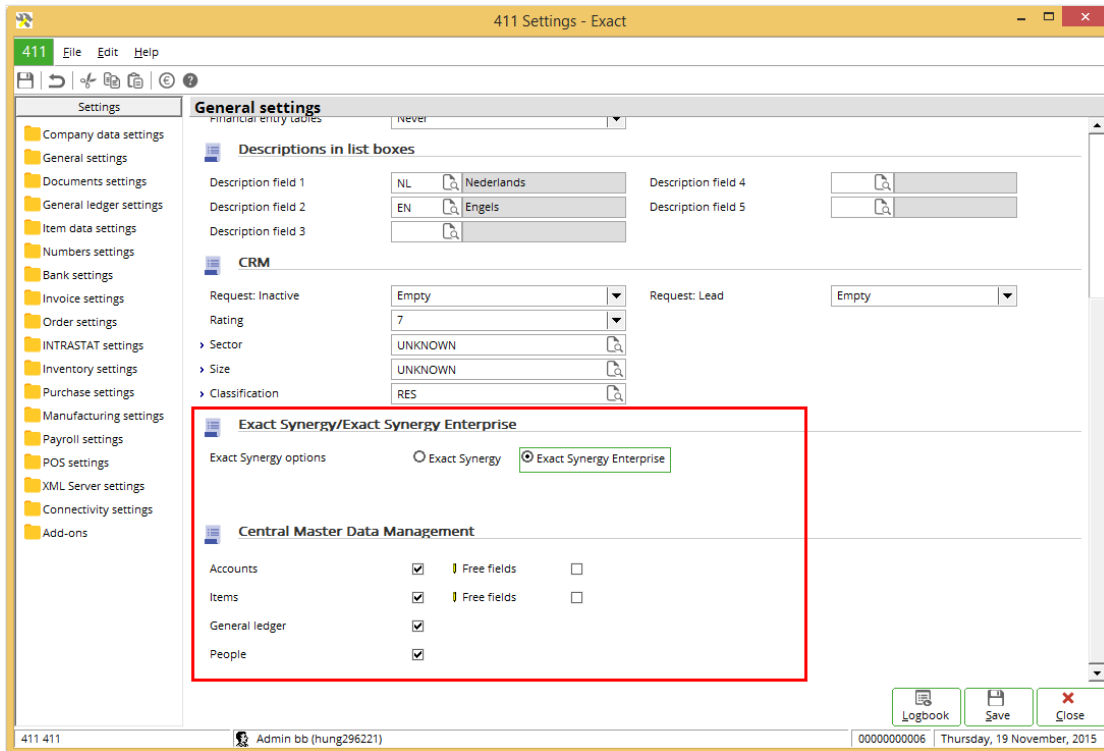 411 Settings - Exact
411 File Edit Help
Settings
General settings
Company data settings
General settings
Documents settings
General ledger settings
Item data settings
Numbers settings
Bank settings
Invoice settings
Order settings
INTRASTAT settings
Inventory settings
Purchase settings
Manufacturing settings
Payroll settings
POS settings
XML Server settings
Connectivity settings
Add-ons
Financial entry tables Never
Descriptions in list boxes
Description field 1 NL Nederlands Description field 4
Description field 2 EN Engels Description field 5
Description field 3
CRM
Request: Inactive Empty Request: Lead Empty
Rating 7
Sector UNKNOWN
Size UNKNOWN
Classification RES
Exact Synergy/Exact Synergy Enterprise
Exact Synergy options Exact Synergy Exact Synergy Enterprise
Central Master Data Management
Accounts Free fields
Items Free fields
General ledger
People
Logbook Save Close
411 411 Admin bb (hung296221) 00000000006 Thursday, 19 November, 2015